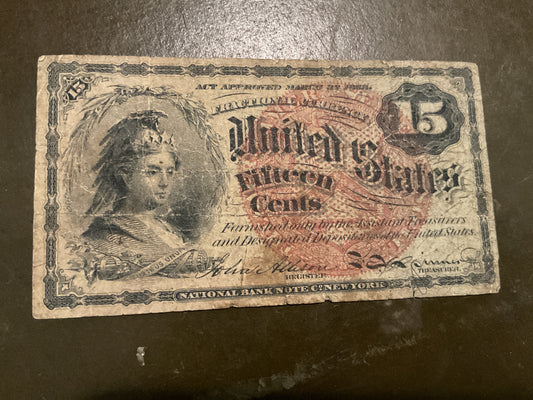 15
ACT APPROVED MARCH 3D 1863.
FRACTIONAL CURRENCY
15
United States
Fifteen
Cents
Furnished only by the Assistant Treasurers
and Designated Depositaries of the United States.
REGISTER
TREASURER
NATIONAL BANK NOTE CO. NEW YORK